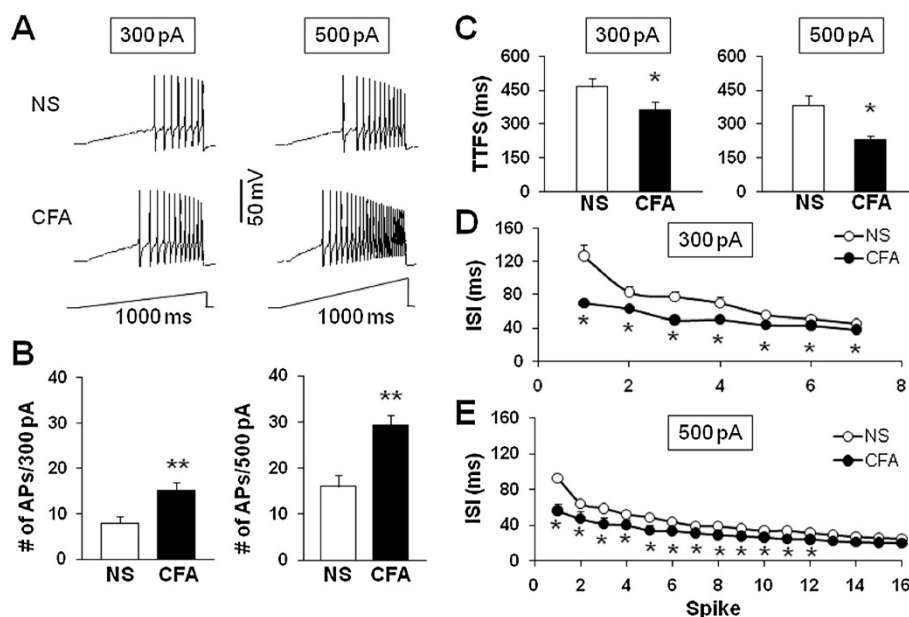 A
300 pA
500 pA
NS
CFA
50 mV
1000 ms
1000 ms
B
# of APs/300 pA
40
30
20
10
0
**
NS
CFA
# of APs/500 pA
40
30
20
10
0
**
NS
CFA
C
300 pA
500 pA
TTFS (ms)
600
450
300
150
0
*
NS
CFA
600
450
300
150
0
*
NS
CFA
D
300 pA
NS
CFA
ISI (ms)
160
120
80
40
0
* * * * * * *
0 2 4 6 8
E
500 pA
NS
CFA
ISI (ms)
160
120
80
40
0
* * * * * * * * * * * *
0 2 4 6 8 10 12 14 16
Spike